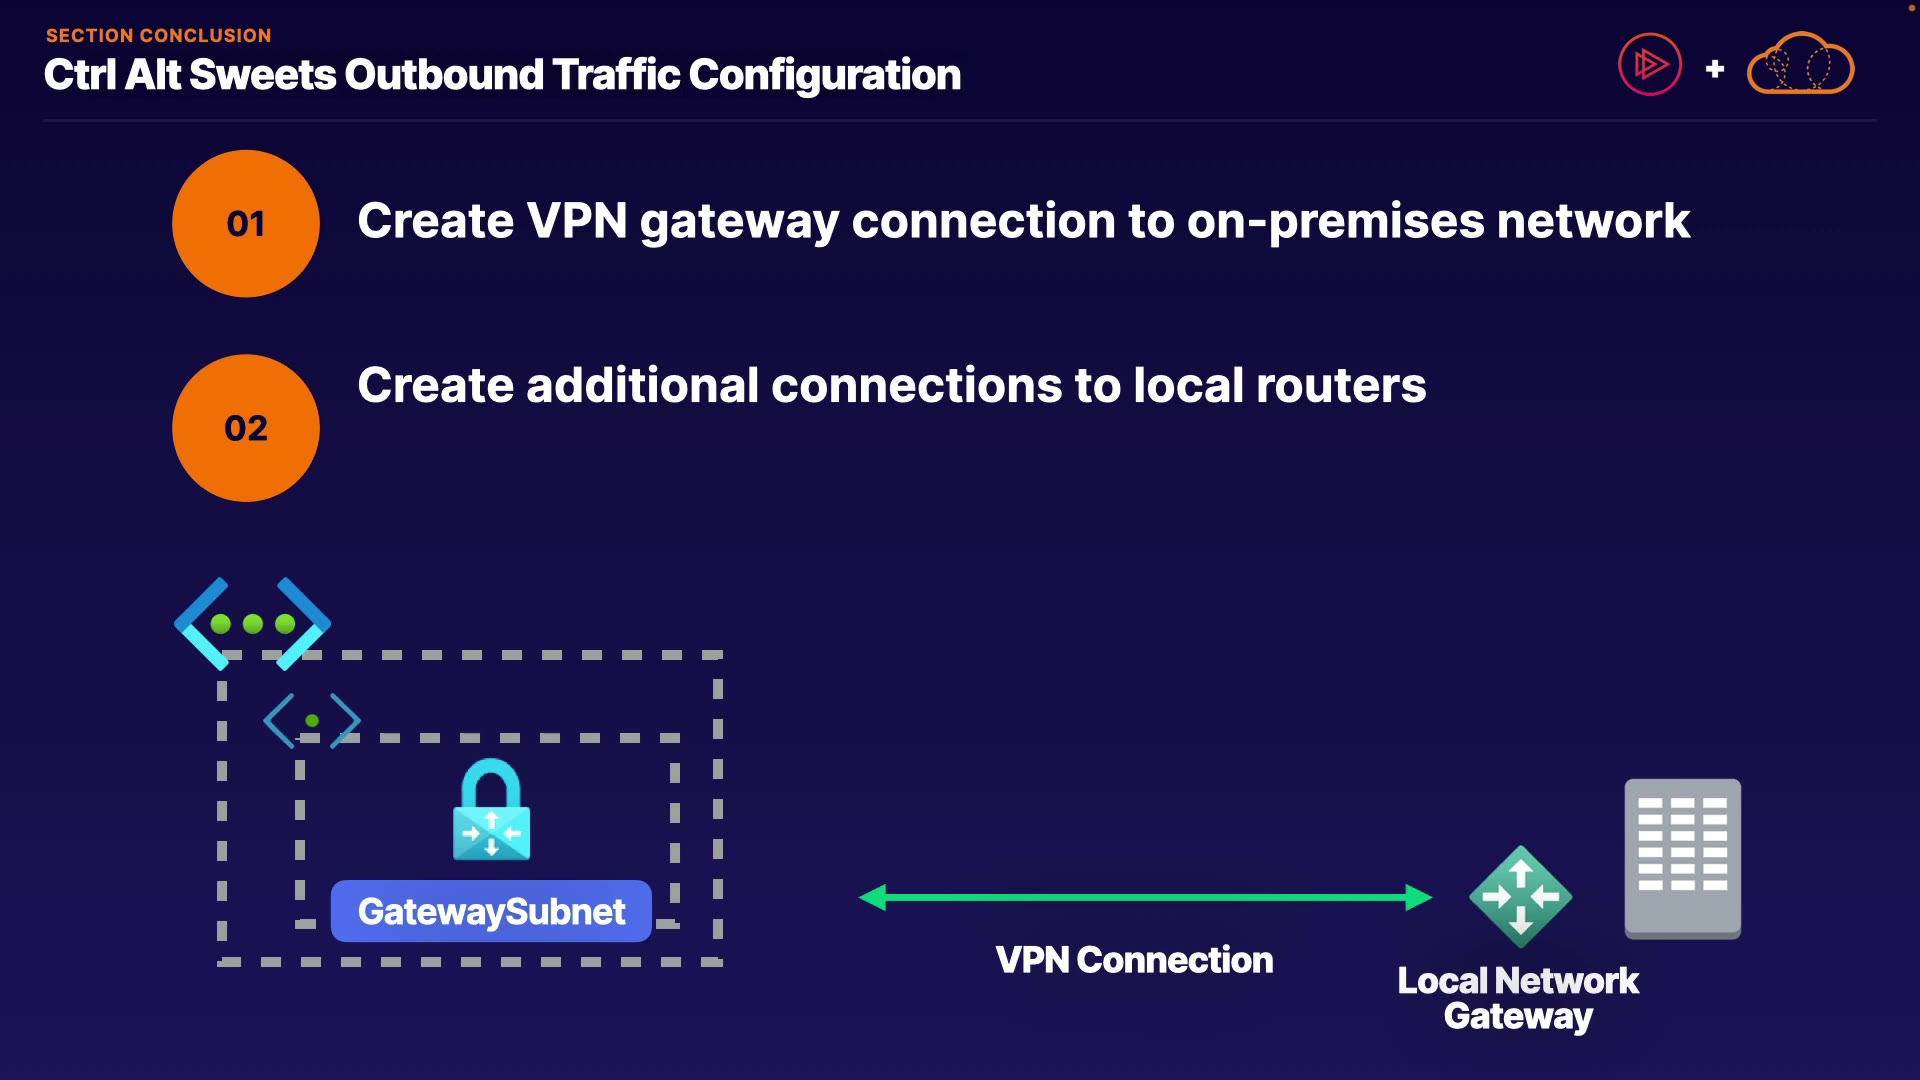 SECTION CONCLUSION
Ctrl Alt Sweets Outbound Traffic Configuration
+
01
Create VPN gateway connection to on-premises network
02
Create additional connections to local routers
GatewaySubnet
VPN Connection
Local Network
Gateway